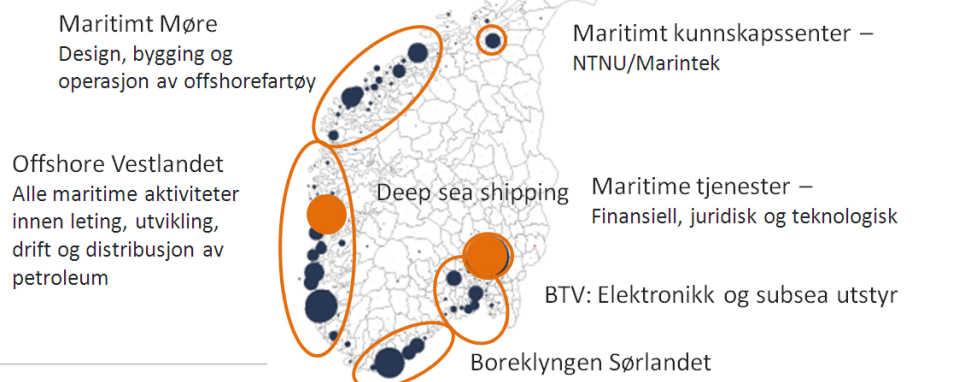 Maritimt Møre
Design, bygging og
operasjon av offshorefartøy
Maritimt kunnskapssenter –
NTNU/Marintek
Offshore Vestlandet
Alle maritime aktiviteter
innen leting, utvikling,
drift og distribusjon av
petroleum
Deep sea shipping
Maritime tjenester –
Finansiell, juridisk og teknologisk
BTV: Elektronikk og subsea utstyr
Boreklyngen Sørlandet